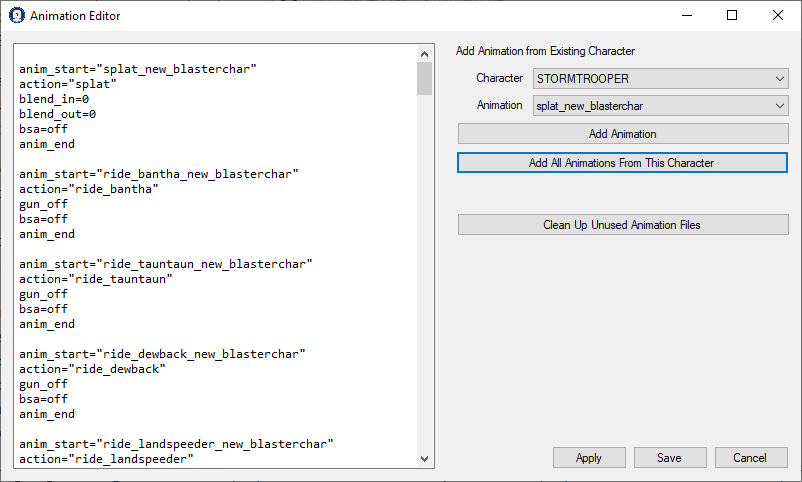 Animation Editor
anim_start="splat_new_blasterchar"
action="splat"
blend_in=0
blend_out=0
bsa=off
anim_end
anim_start="ride_bantha_new_blasterchar"
action="ride_bantha"
gun_off
bsa=off
anim_end
anim_start="ride_tauntaun_new_blasterchar"
action="ride_tauntaun"
gun_off
bsa=off
anim_end
anim_start="ride_dewback_new_blasterchar"
action="ride_dewback"
gun_off
bsa=off
anim_end
anim_start="ride_landspeeder_new_blasterchar"
action="ride_landspeeder"
Add Animation from Existing Character
Character STORMTROOPER
Animation splat_new_blasterchar
Add Animation
Add All Animations From This Character
Clean Up Unused Animation Files
Apply Save Cancel